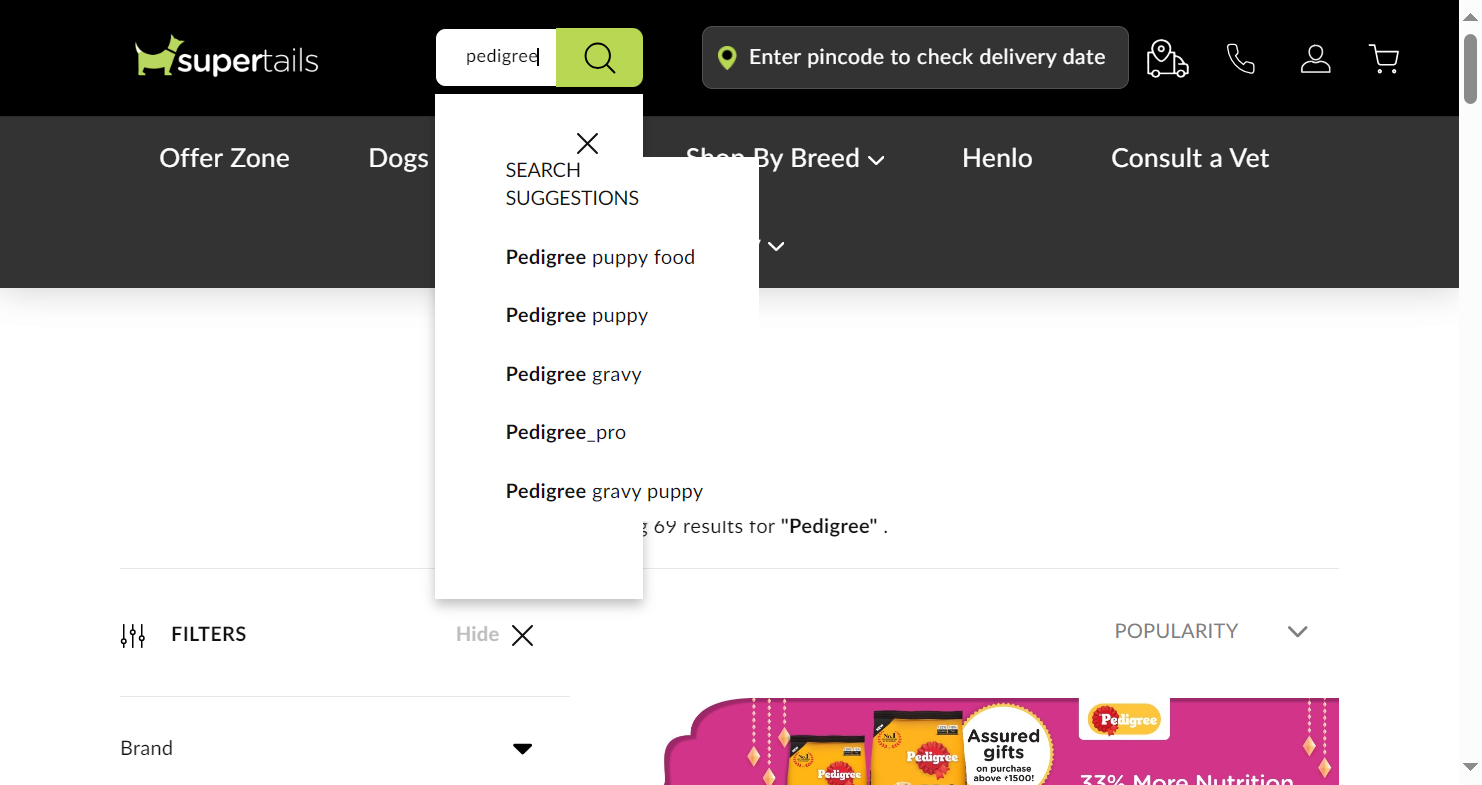 supertails
pedigree
Enter pincode to check delivery date
Offer Zone
Dogs
Shop By Breed
Henlo
Consult a Vet
SEARCH
SUGGESTIONS
Pedigree puppy food
Pedigree puppy
Pedigree gravy
Pedigree_pro
Pedigree gravy puppy
69 results for "Pedigree" .
FILTERS
Hide
POPULARITY
Brand
Pedigree
Assured
gifts
on purchase
above ₹1500!
Pedigree
Pedigree
33% More Nutrition